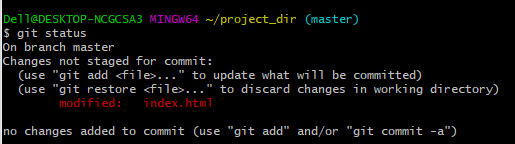 Dell@DESKTOP-NCGCSA3 MINGW64 ~/project_dir (master)
$ git status
On branch master
Changes not staged for commit:
  (use "git add <file>..." to update what will be committed)
  (use "git restore <file>..." to discard changes in working directory)
        modified:   index.html

no changes added to commit (use "git add" and/or "git commit -a")